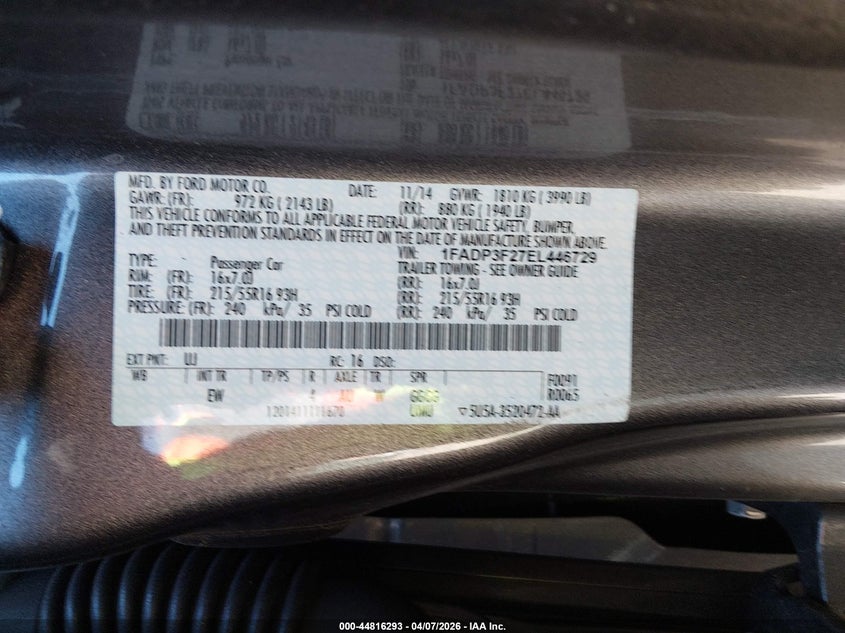 MFD. BY FORD MOTOR CO. DATE: 11/14 GVWR: 1810 KG ( 3990 LB)
GAWR: (FR): 972 KG ( 2143 LB) (RR): 880 KG ( 1940 LB)
THIS VEHICLE CONFORMS TO ALL APPLICABLE FEDERAL MOTOR VEHICLE SAFETY, BUMPER,
AND THEFT PREVENTION STANDARDS IN EFFECT ON THE DATE OF MANUFACTURE SHOWN ABOVE.
VIN: 1FADP3F27EL446729
TYPE: - Passenger Car TRAILER TOWING - SEE OWNER GUIDE
RIM: (FR): 16x7.0J (RR): 16x7.0J
TIRE: (FR): 215/55R16 93H (RR): 215/55R16 93H
PRESSURE: (FR): 240 kPa/ 35 PSI COLD (RR): 240 kPa/ 35 PSI COLD
EXT PNT: UJ RC: 16 DSO:
WB INT TR TP/PS R AXLE TR SPR F0091
EW W R0065
1201411111670 ▽5U5A-3520472-AA
000-44816293 - 04/07/2026 - IAA Inc.